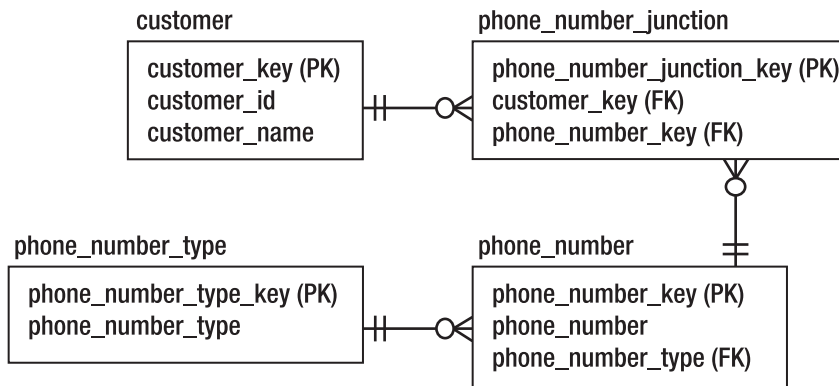 customer
customer_key (PK)
customer_id
customer_name
phone_number_junction
phone_number_junction_key (PK)
customer_key (FK)
phone_number_key (FK)
phone_number_type
phone_number_type_key (PK)
phone_number_type
phone_number
phone_number_key (PK)
phone_number
phone_number_type (FK)